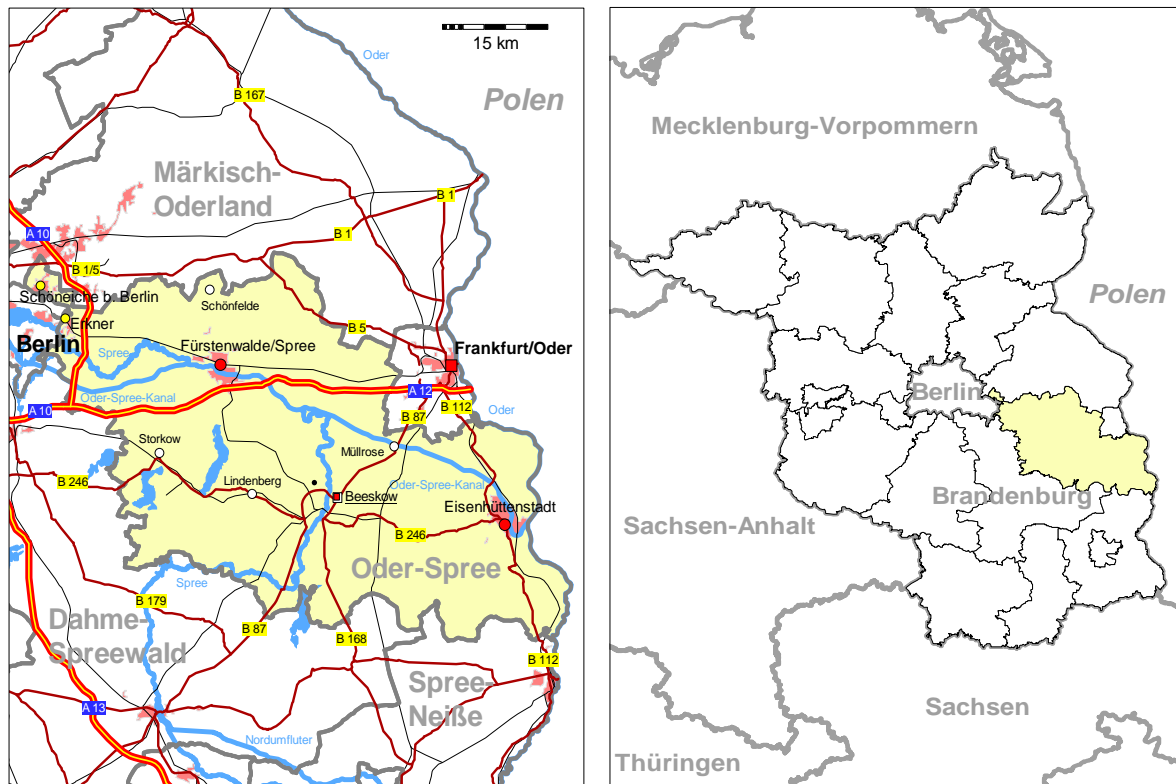 15 km
Oder
Polen
B 167
Märkisch-
Oderland
B 1
A 10
B 1
B 1/5
Schöneiche b. Berlin
Schönfelde
Erkner
B 5
Berlin
Spree
Fürstenwalde/Spree
Frankfurt/Oder
Oder-Spree-Kanal
A 12
A 10
B 112
Oder
B 87
Storkow
Müllrose
B 246
Lindenberg
Oder-Spree-Kanal
Beeskow
Eisenhüttenstadt
B 246
Oder-Spree
Spree
B 179
Dahme-
Spreewald
B 87
B 168
B 112
Spree-
Neiße
A 13
Nordumfluter
Mecklenburg-Vorpommern
Polen
Berlin
Brandenburg
Sachsen-Anhalt
Sachsen
Thüringen